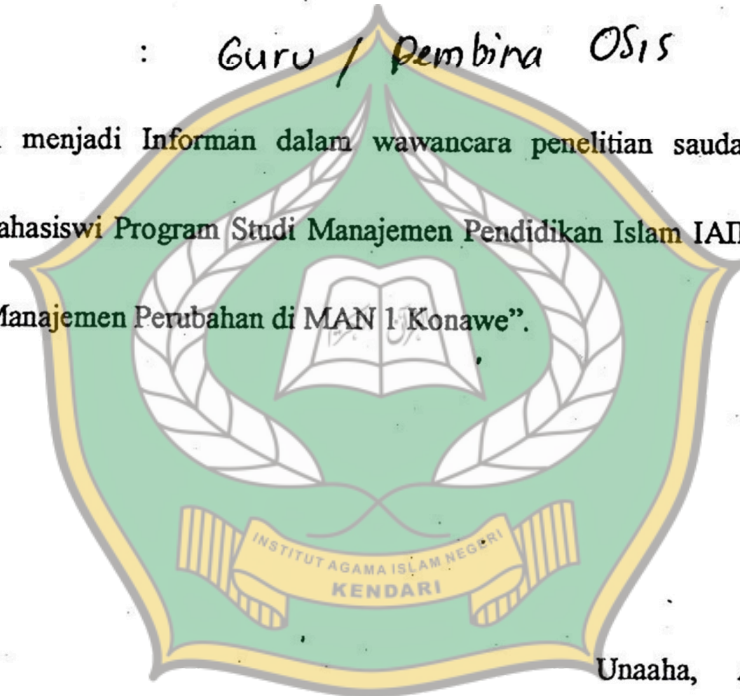 : Guru / Pembina OSIS
menjadi Informan dalam wawancara penelitian sauda
ahasiswi Program Studi Manajemen Pendidikan Islam IAI
Manajemen Perubahan di MAN 1 Konawe”.
INSTITUT AGAMA ISLAM NEGERI
KENDARI
Unaaha,